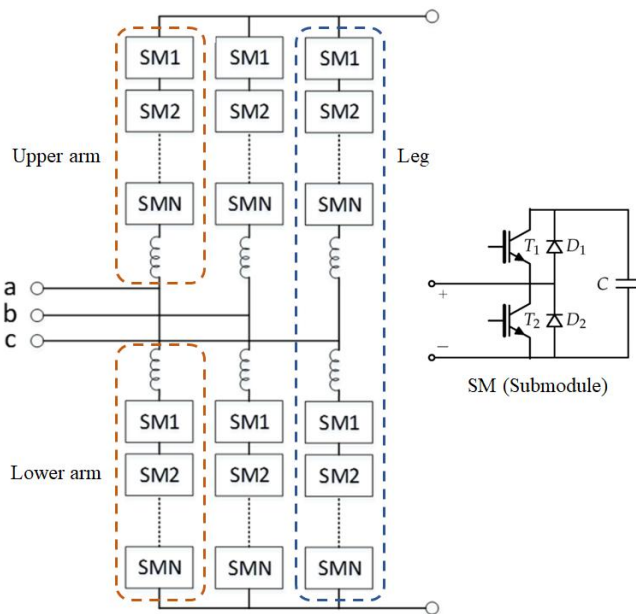 SM1 SM1 SM1
SM2 SM2 SM2
Upper arm
Leg
SMN SMN SMN
T1 D1
a
C
+
b
T2 D2
c
−
SM (Submodule)
SM1 SM1 SM1
Lower arm
SM2 SM2 SM2
SMN SMN SMN